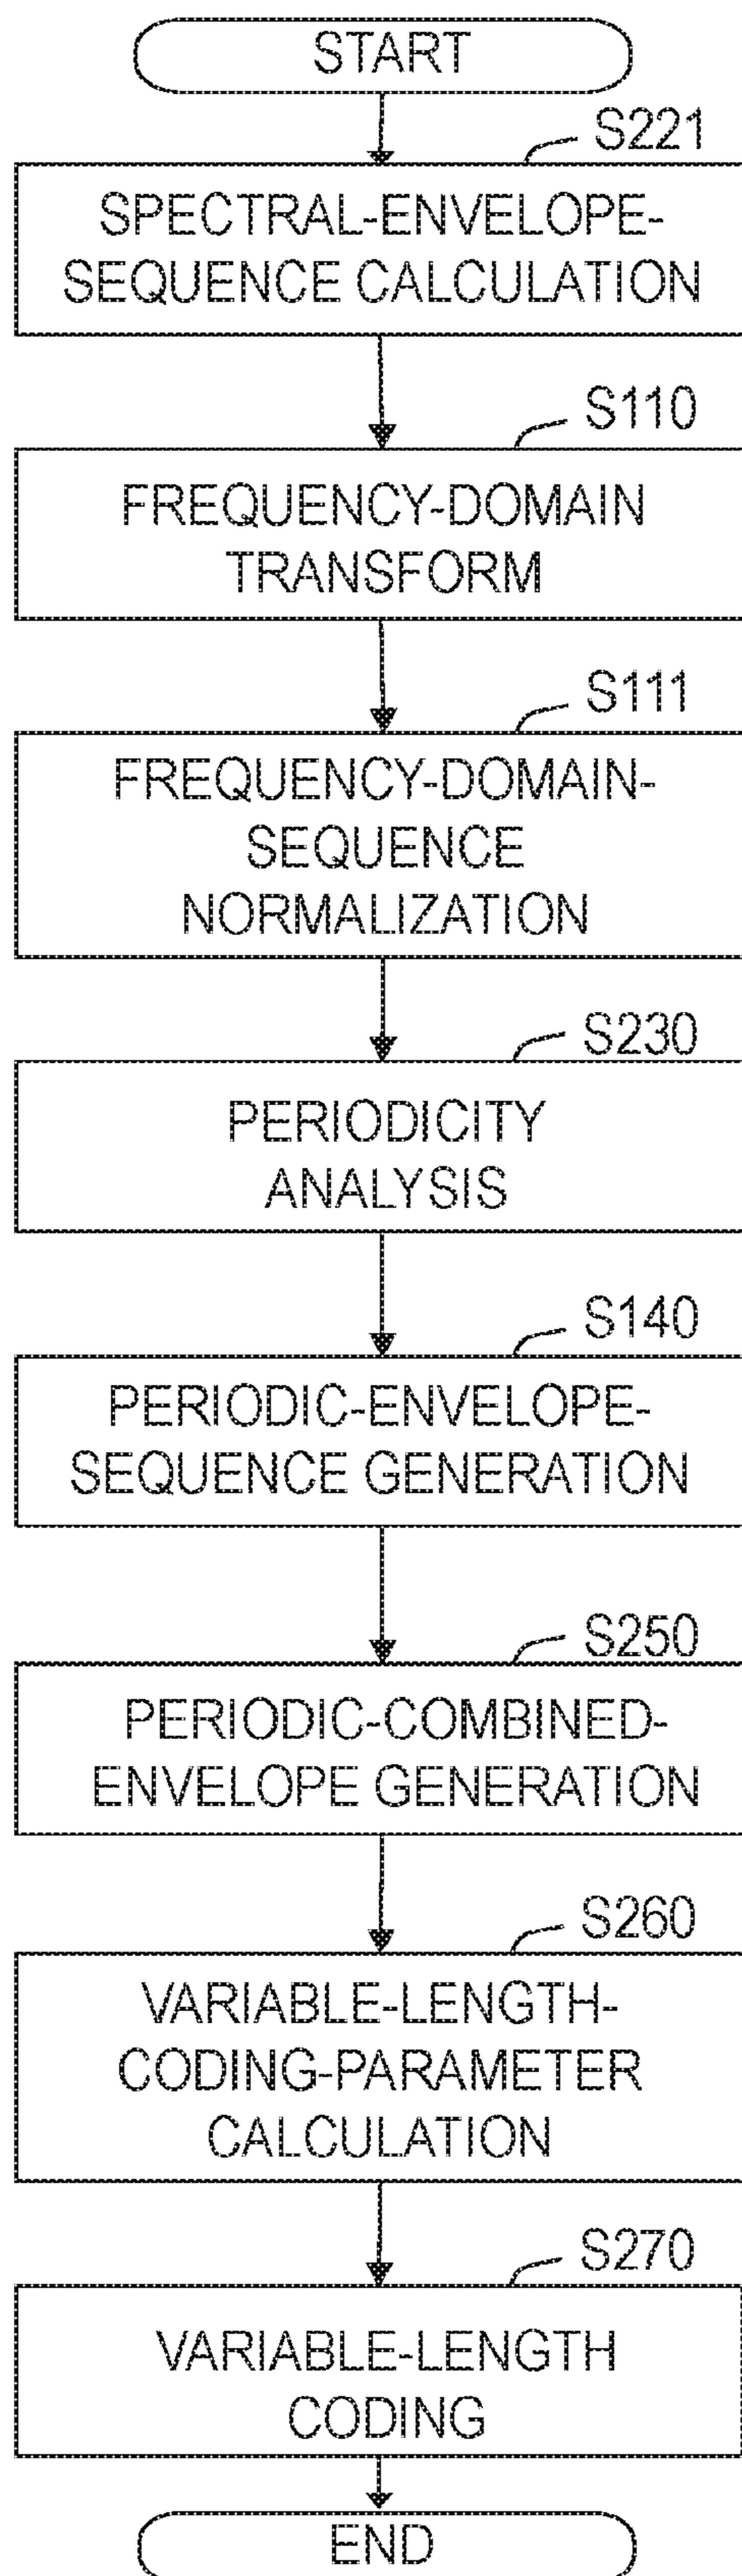 START
S221
SPECTRAL-ENVELOPE-
SEQUENCE CALCULATION
S110
FREQUENCY-DOMAIN
TRANSFORM
S111
FREQUENCY-DOMAIN-
SEQUENCE
NORMALIZATION
S230
PERIODICITY
ANALYSIS
S140
PERIODIC-ENVELOPE-
SEQUENCE GENERATION
S250
PERIODIC-COMBINED-
ENVELOPE GENERATION
S260
VARIABLE-LENGTH-
CODING-PARAMETER
CALCULATION
S270
VARIABLE-LENGTH
CODING
END